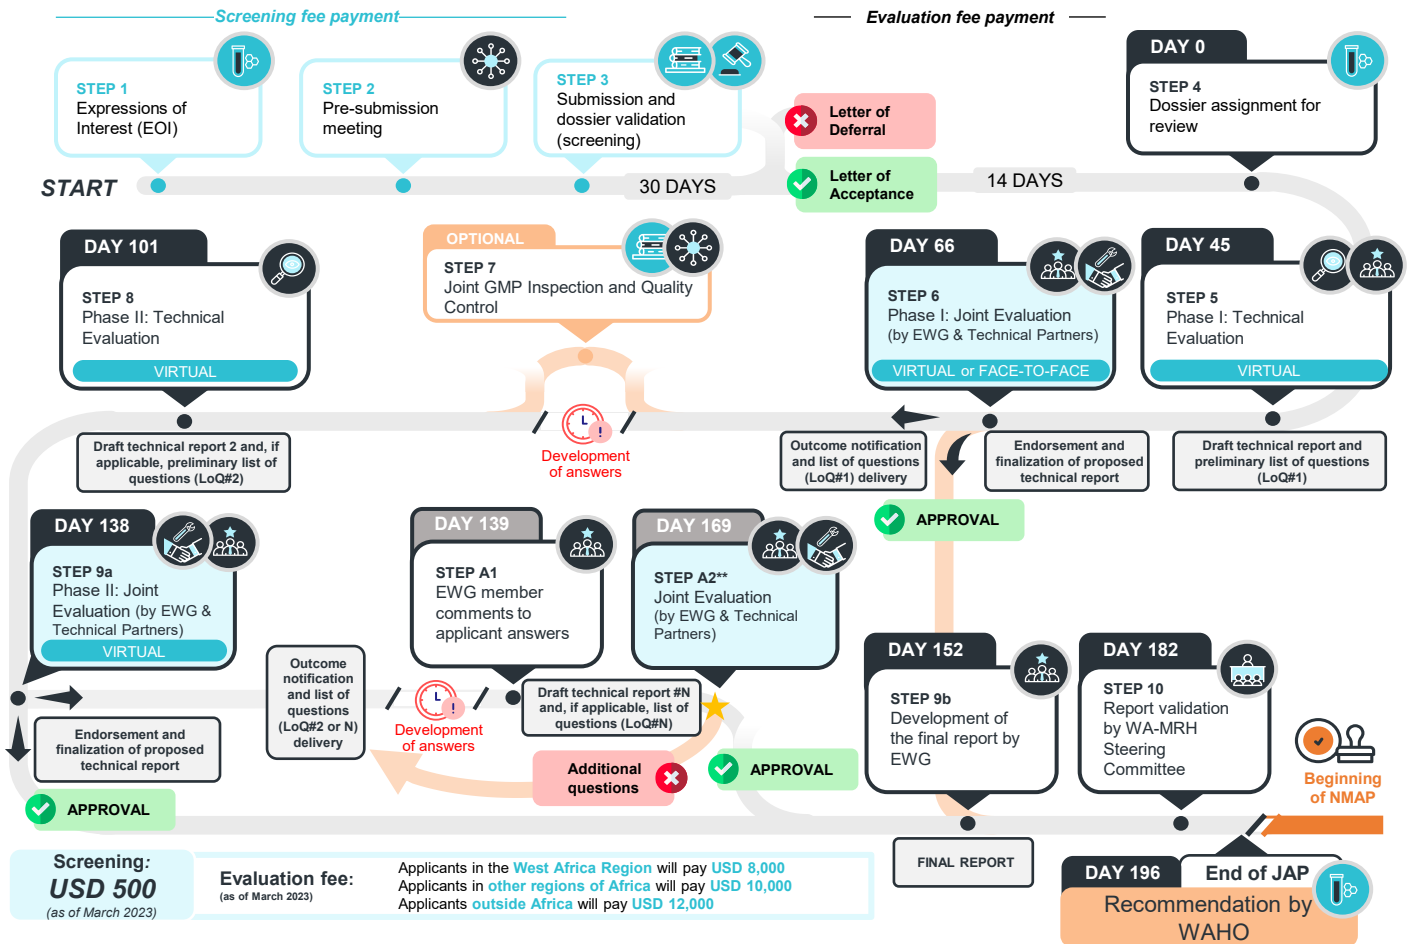 Screening fee payment
Evaluation fee payment
STEP 1
Expressions of
Interest (EOI)
STEP 2
Pre-submission
meeting
STEP 3
Submission and
dossier validation
(screening)
Letter of
Deferral
DAY 0
STEP 4
Dossier assignment for
review
START
30 DAYS
Letter of
Acceptance
14 DAYS
DAY 101
STEP 8
Phase II: Technical
Evaluation
VIRTUAL
OPTIONAL
STEP 7
Joint GMP Inspection and Quality
Control
DAY 66
STEP 6
Phase I: Joint Evaluation
(by EWG & Technical Partners)
VIRTUAL or FACE-TO-FACE
DAY 45
STEP 5
Phase I: Technical
Evaluation
VIRTUAL
Draft technical report 2 and, if
applicable, preliminary list of
questions (LoQ#2)
!
Development
of answers
Outcome notification
and list of questions
(LoQ#1) delivery
Endorsement and
finalization of proposed
technical report
Draft technical report and
preliminary list of questions
(LoQ#1)
APPROVAL
DAY 138
STEP 9a
Phase II: Joint
Evaluation (by EWG &
Technical Partners)
VIRTUAL
DAY 139
STEP A1
EWG member
comments to
applicant answers
DAY 169
STEP A2**
Joint Evaluation
(by EWG & Technical
Partners)
DAY 152
STEP 9b
Development of
the final report by
EWG
DAY 182
STEP 10
Report validation
by WA-MRH
Steering
Committee
Outcome
notification
and list of
questions
(LoQ#2 or N)
delivery
!
Development
of answers
Draft technical report #N
and, if applicable, list of
questions (LoQ#N)
Endorsement and
finalization of proposed
technical report
Additional
questions
APPROVAL
APPROVAL
Beginning
of NMAP
FINAL REPORT
DAY 196
End of JAP
Recommendation by
WAHO
Screening:
USD 500
(as of March 2023)
Evaluation fee:
(as of March 2023)
Applicants in the West Africa Region will pay USD 8,000
Applicants in other regions of Africa will pay USD 10,000
Applicants outside Africa will pay USD 12,000